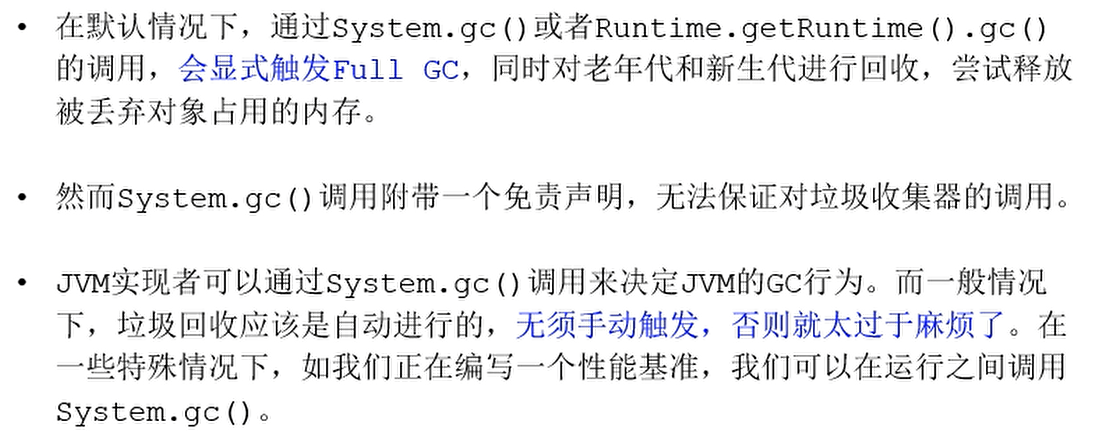 • 在默认情况下，通过System.gc()或者Runtime.getRuntime().gc()
的调用，会显式触发Full GC，同时对老年代和新生代进行回收，尝试释放
被丢弃对象占用的内存。
• 然而System.gc()调用附带一个免责声明，无法保证对垃圾收集器的调用。
• JVM实现者可以通过System.gc()调用来决定JVM的GC行为。而一般情况
下，垃圾回收应该是自动进行的，无须手动触发，否则就太过于麻烦了。在
一些特殊情况下，如我们正在编写一个性能基准，我们可以在运行之间调用
System.gc()。